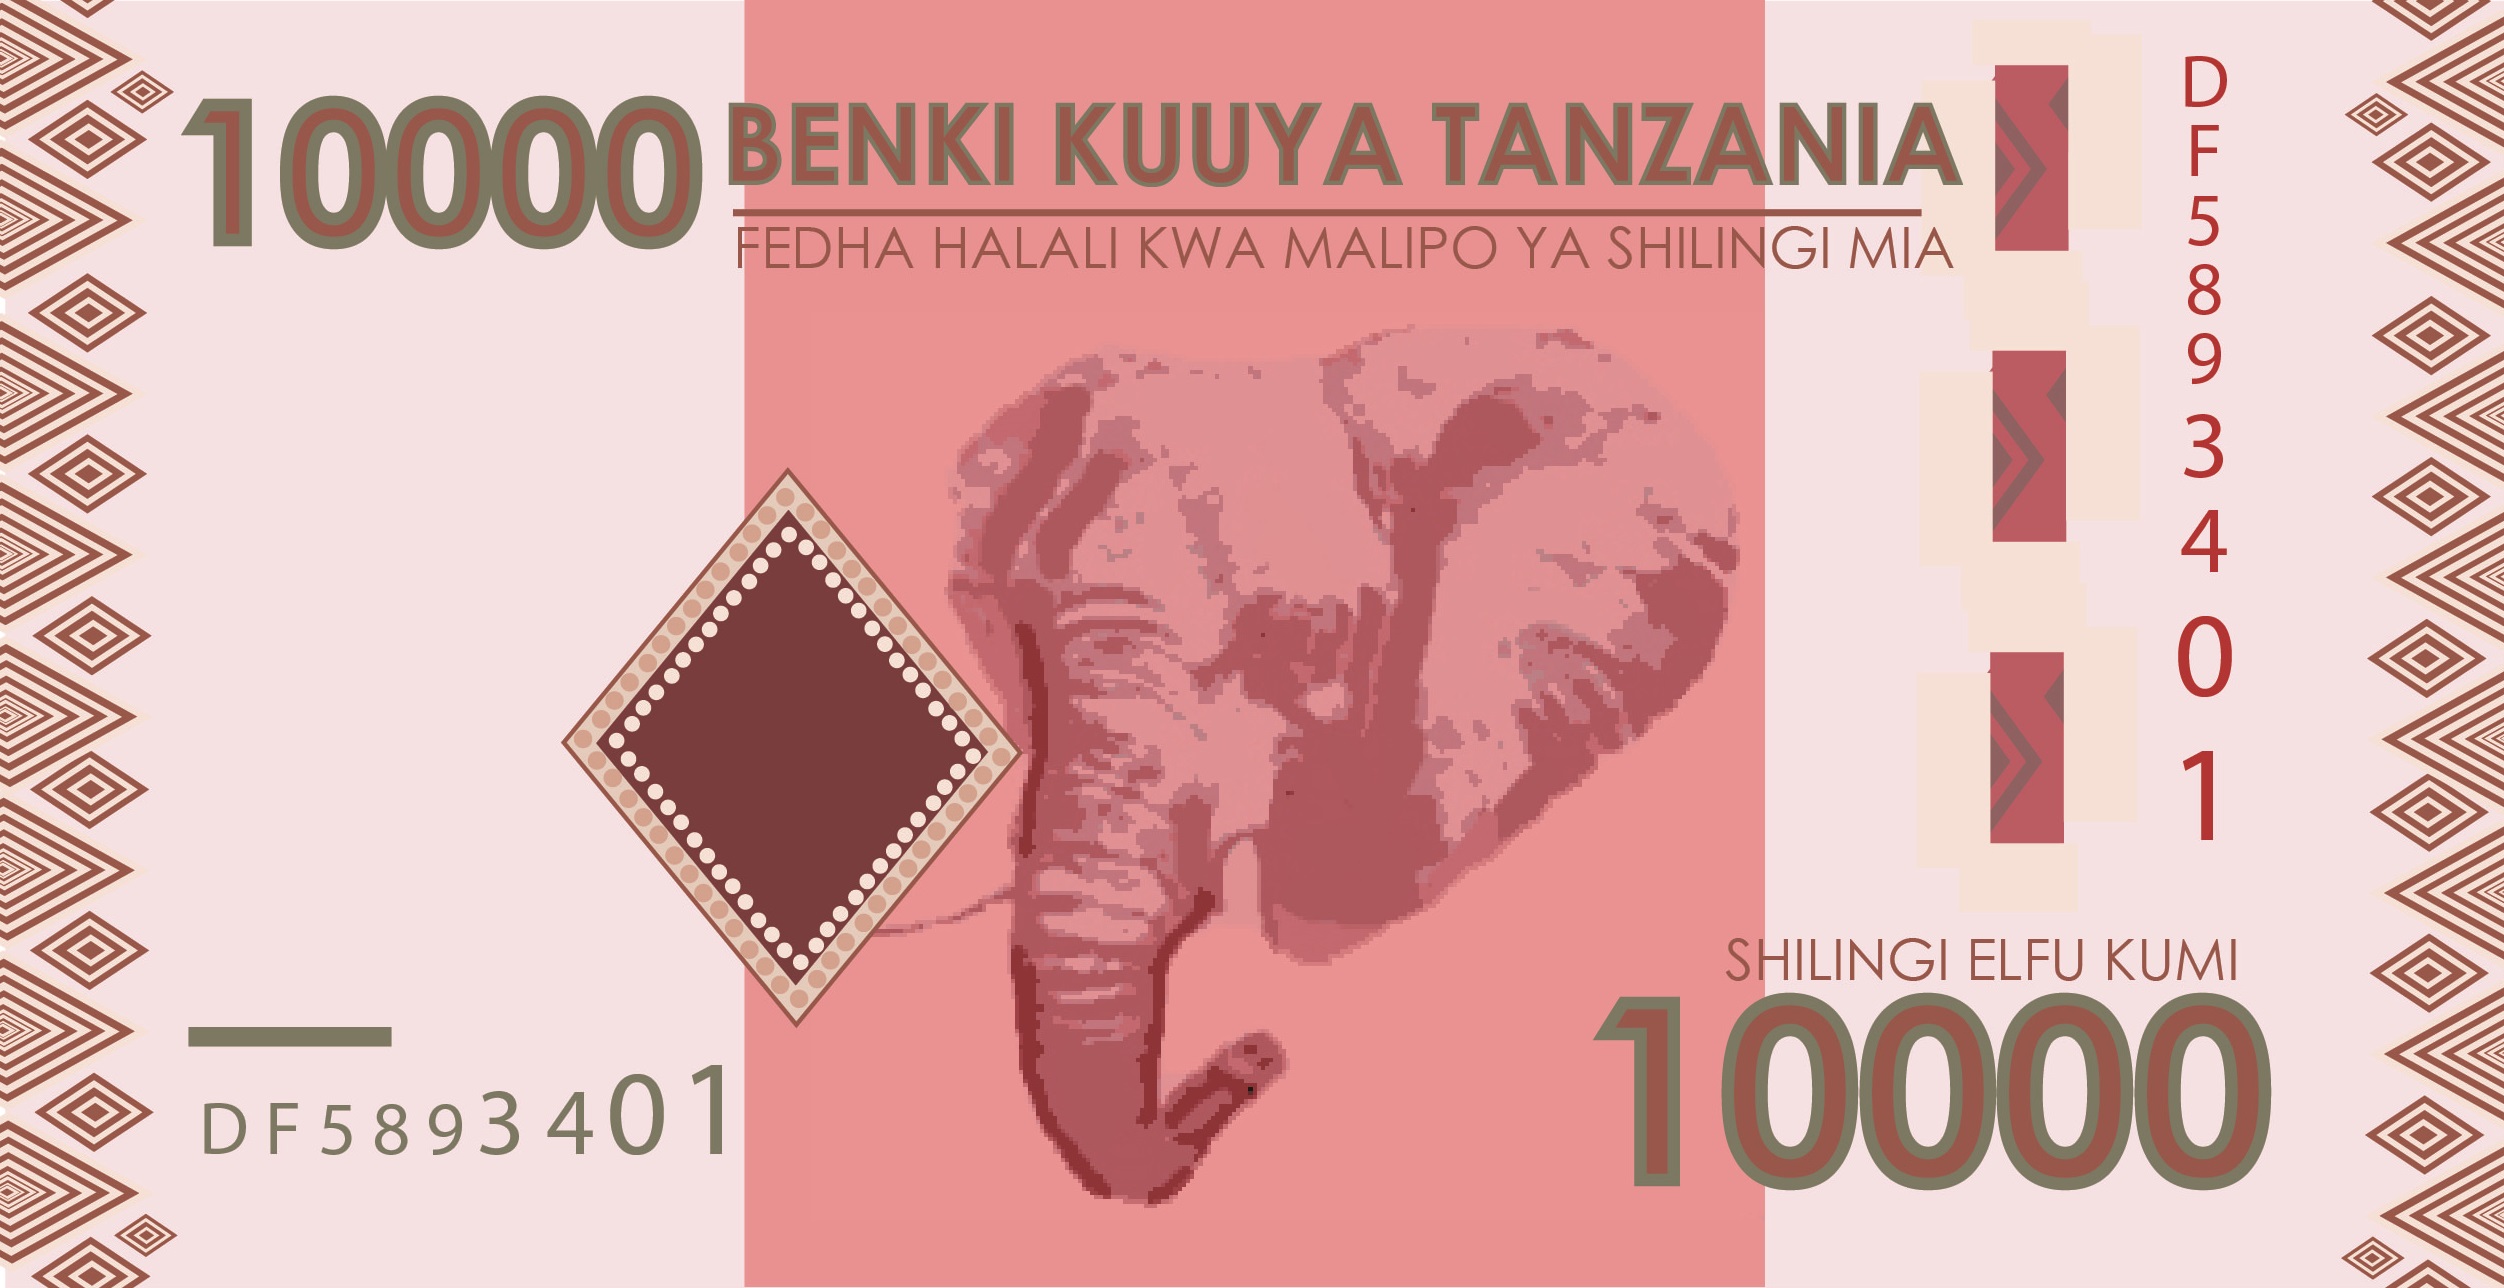 10000
BENKI KUUYA TANZANIA
FEDHA HALALI KWA MALIPO YA SHILINGI MIA
DF5893401
SHILINGI ELFU KUMI
10000
DF5893401